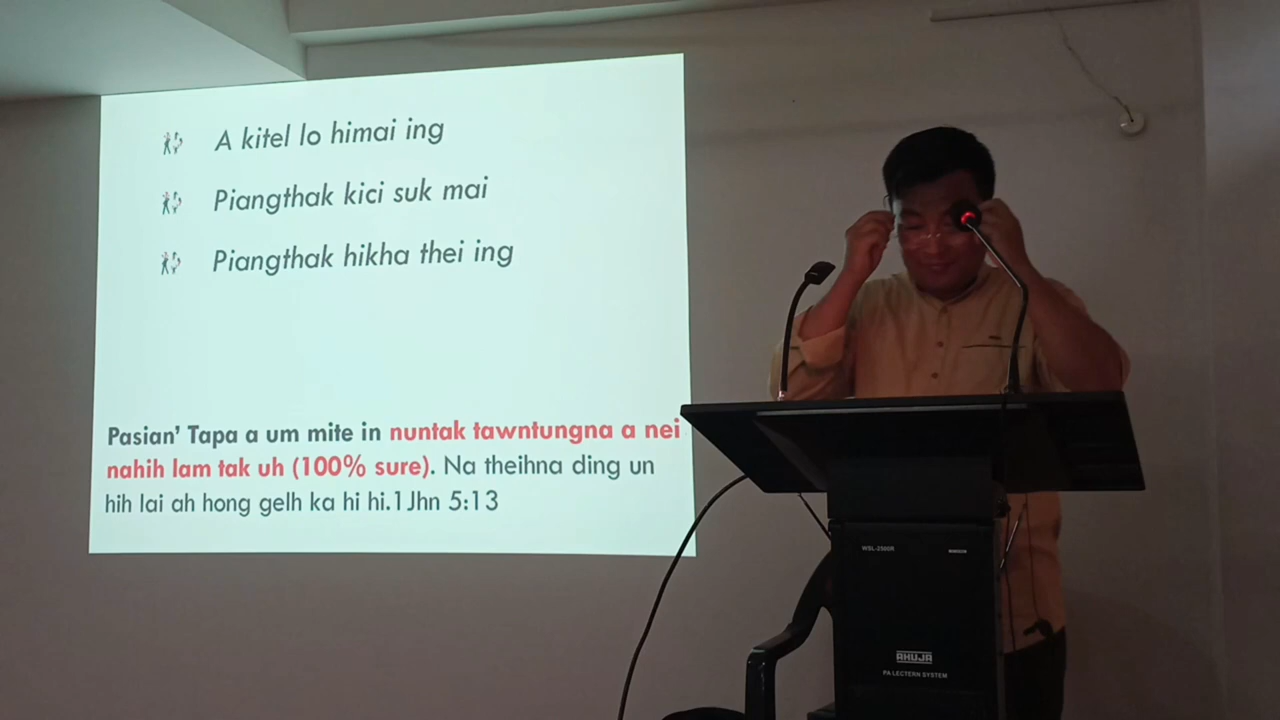 A kitel lo himai ing
Piangthak kici suk mai
Piangthak hikha thei ing
Pasian' Tapa a um mite in nuntak tawntungna a nei
nahih lam tak uh (100% sure). Na theihna ding un
hih lai ah hong gelh ka hi hi.1Jhn 5:13
WSL-2500R
AHUJA
PA LECTERN SYSTEM